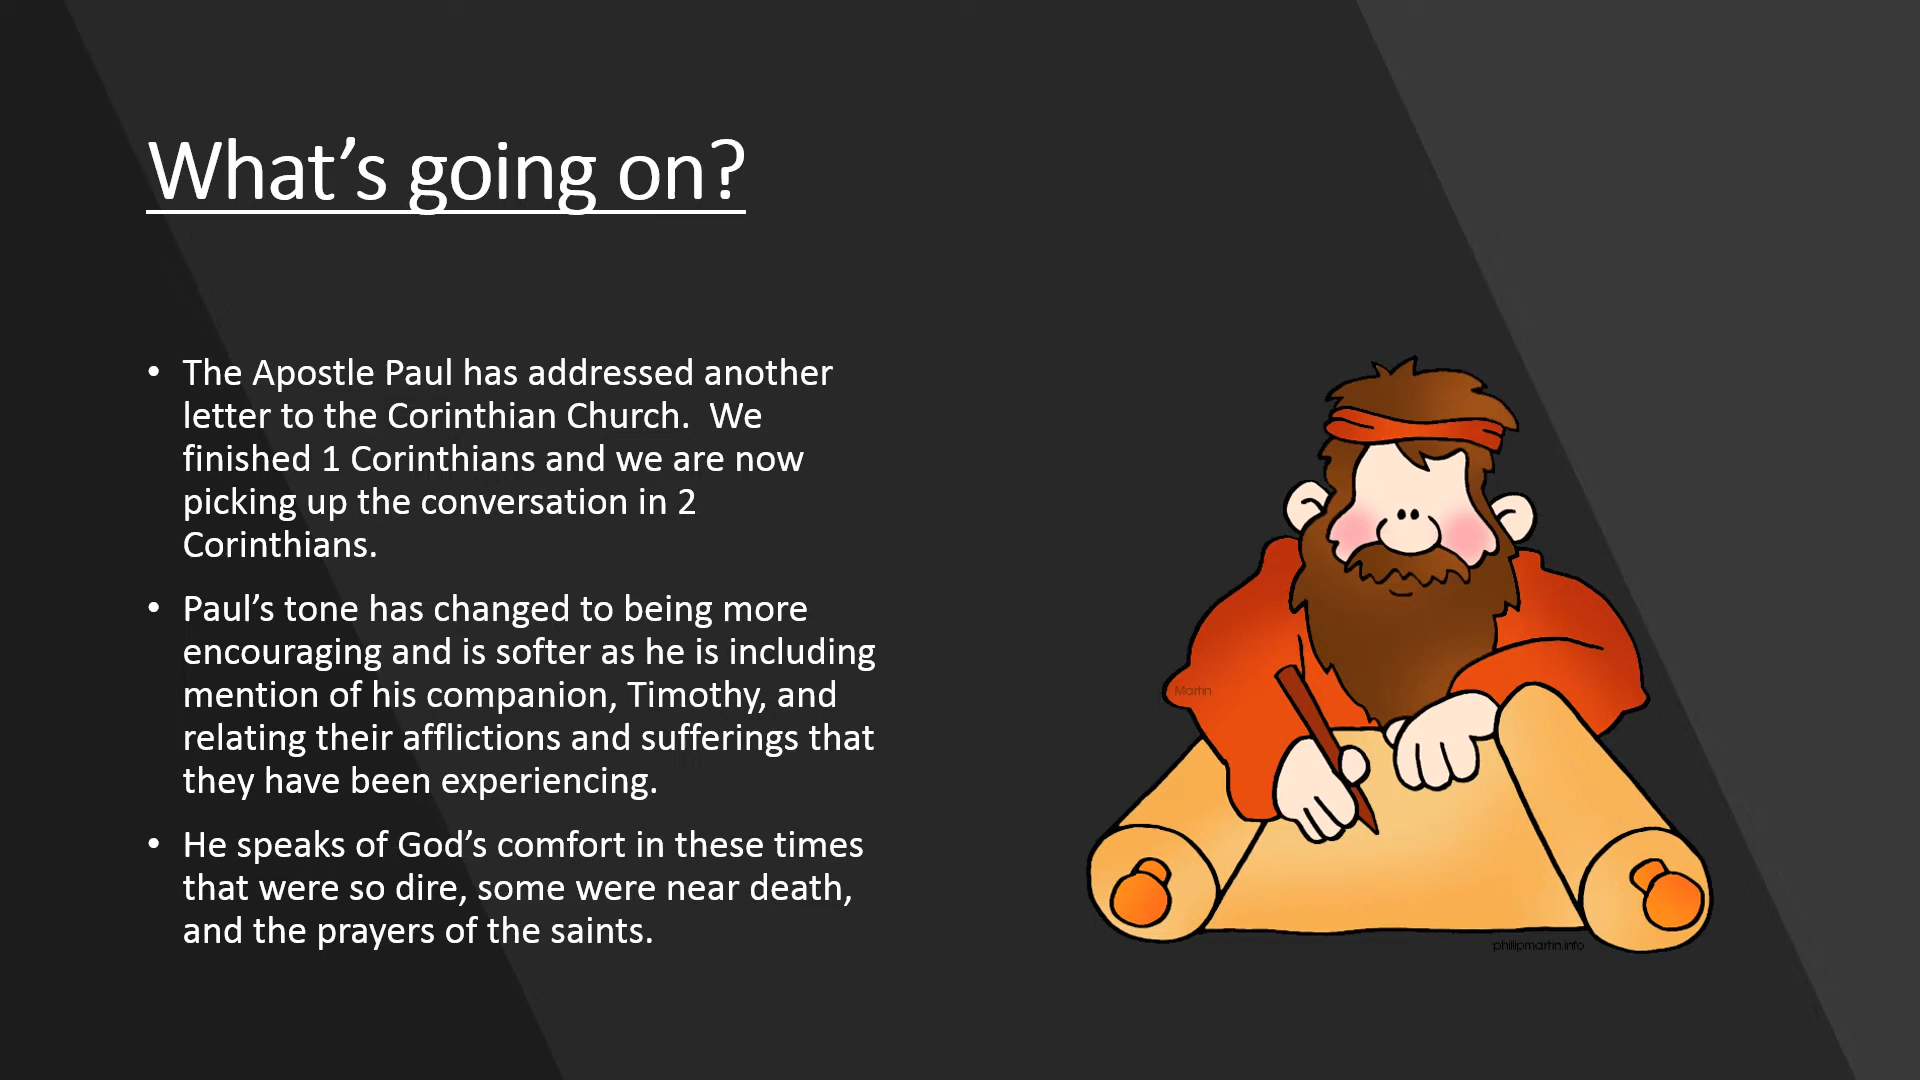 What’s going on?
• The Apostle Paul has addressed another
letter to the Corinthian Church.  We
finished 1 Corinthians and we are now
picking up the conversation in 2
Corinthians.
• Paul’s tone has changed to being more
encouraging and is softer as he is including
mention of his companion, Timothy, and
relating their afflictions and sufferings that
they have been experiencing.
• He speaks of God’s comfort in these times
that were so dire, some were near death,
and the prayers of the saints.
Martin
phillipmartin.info